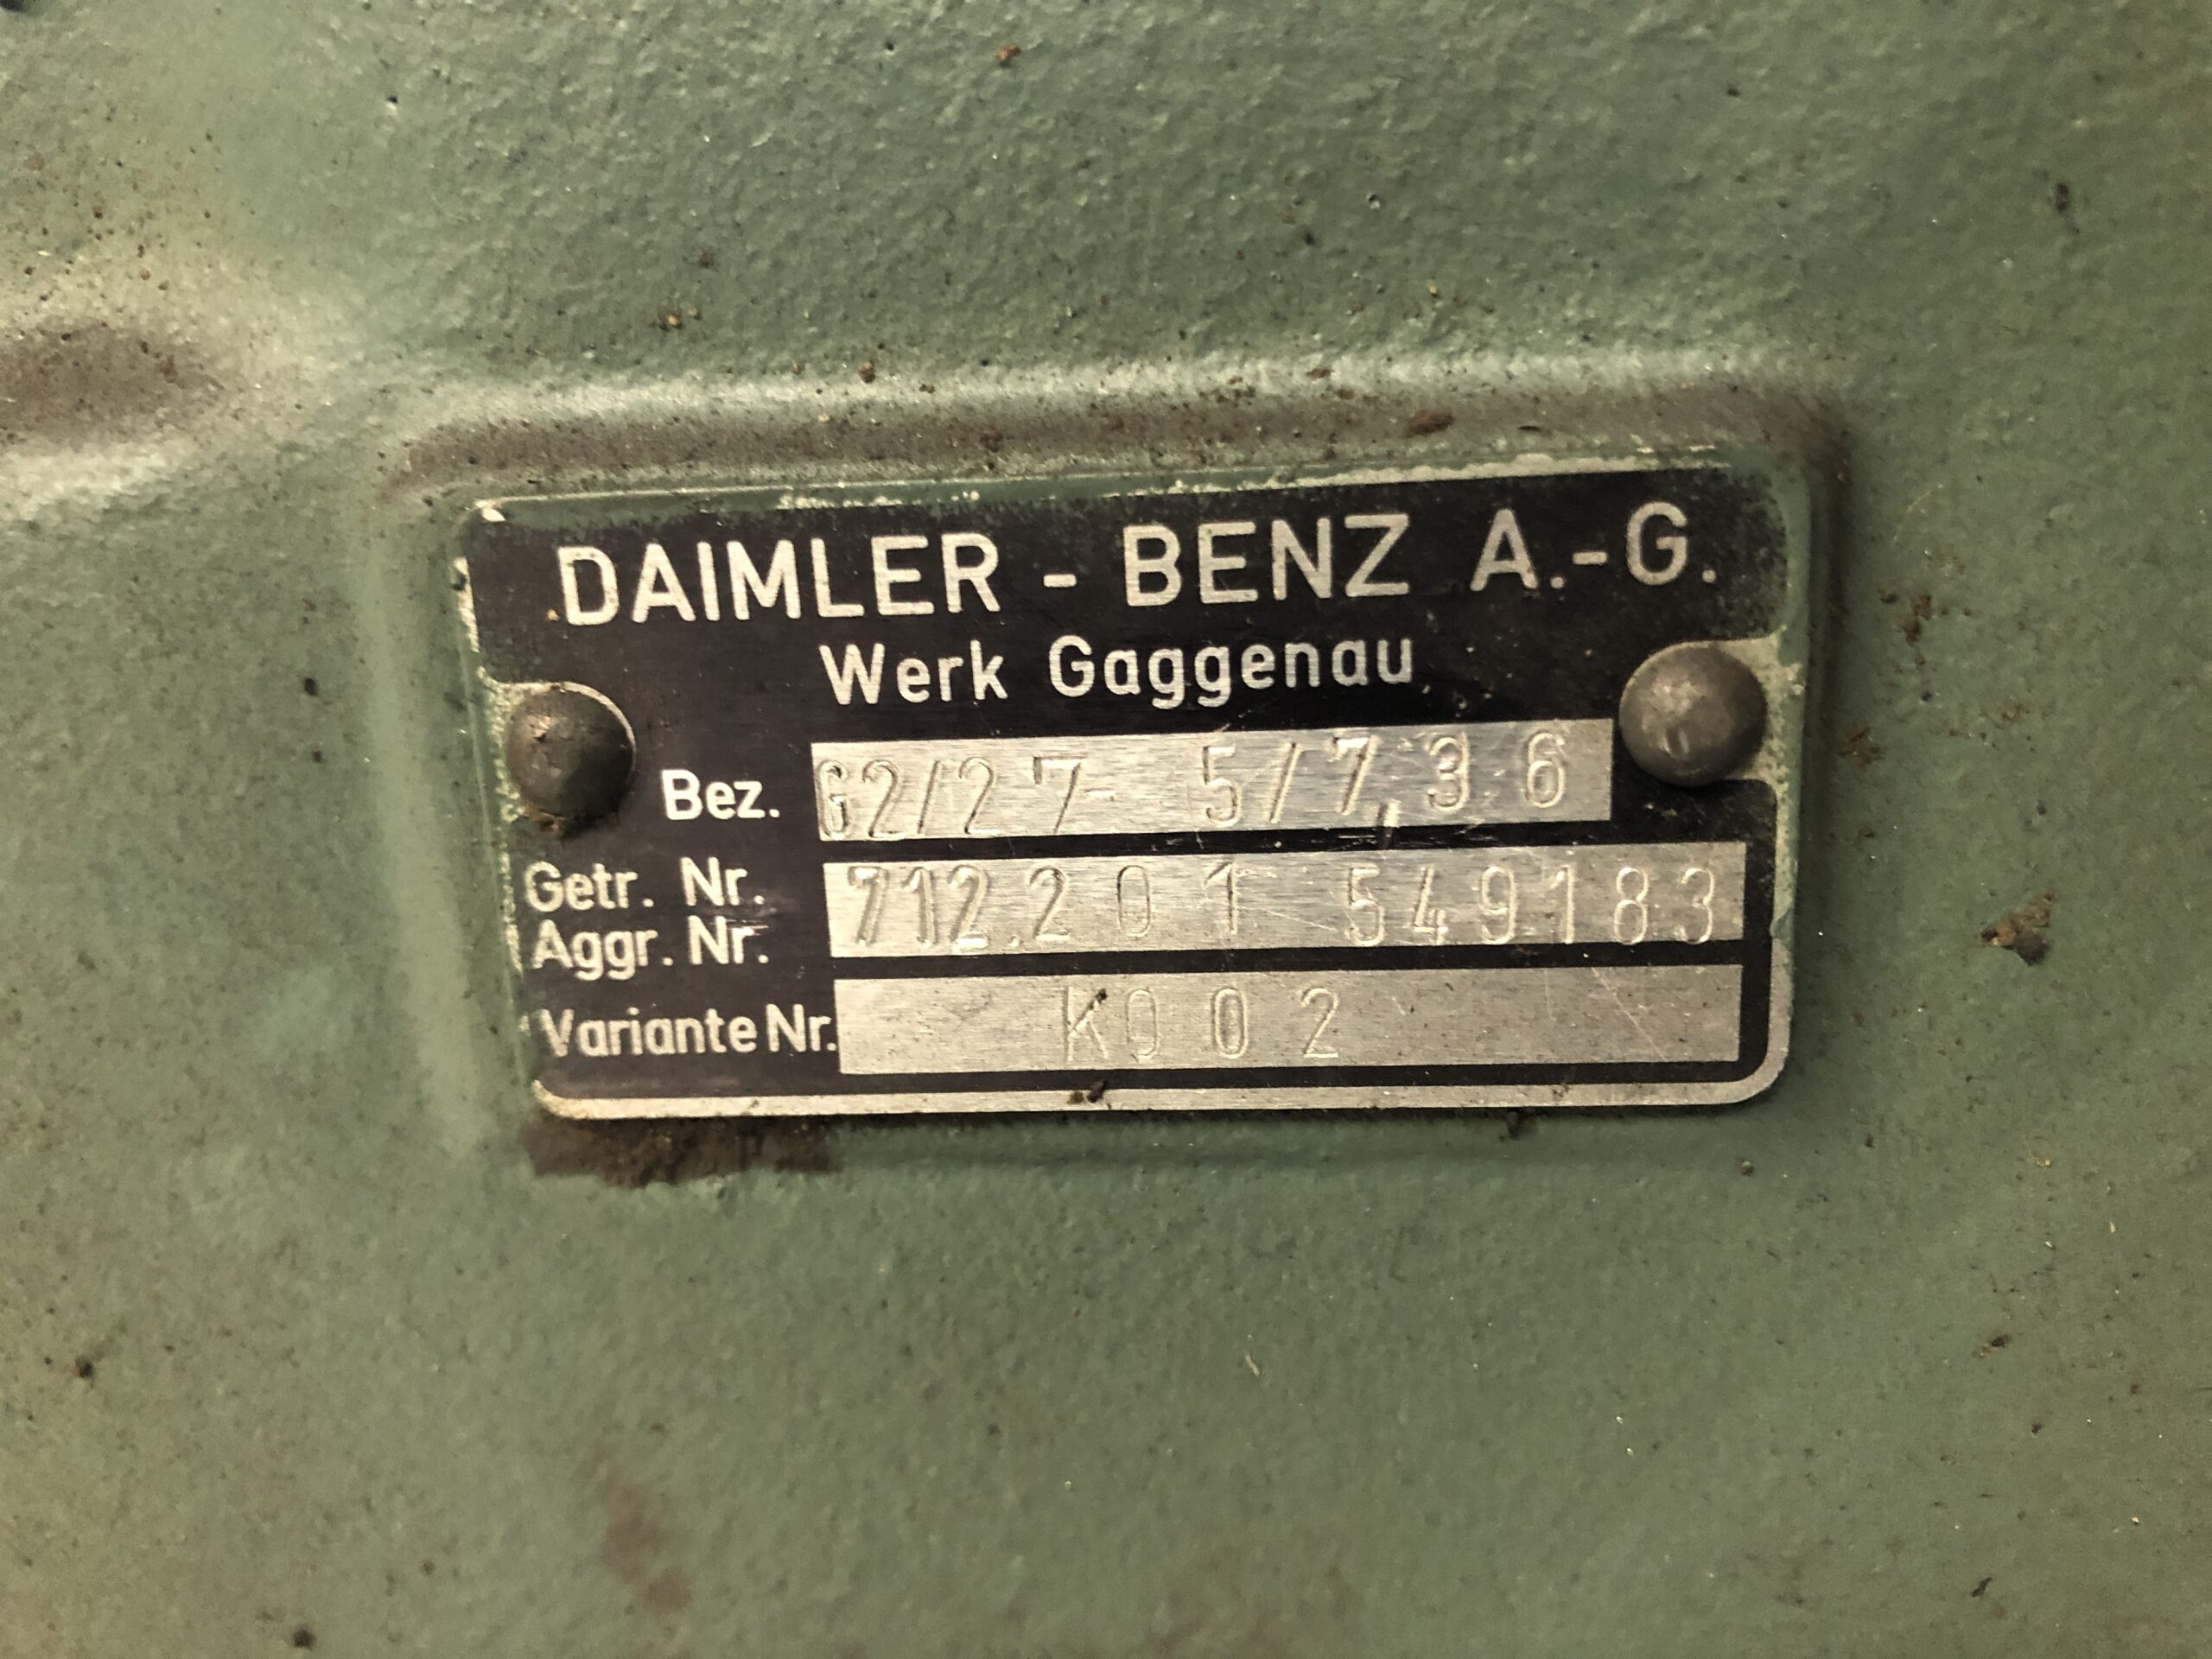 DAIMLER - BENZ A.-G.
Werk Gaggenau
Bez. G2/27- 5/7,36
Getr. Nr.
Aggr. Nr. 712.201 549183
Variante Nr. K002